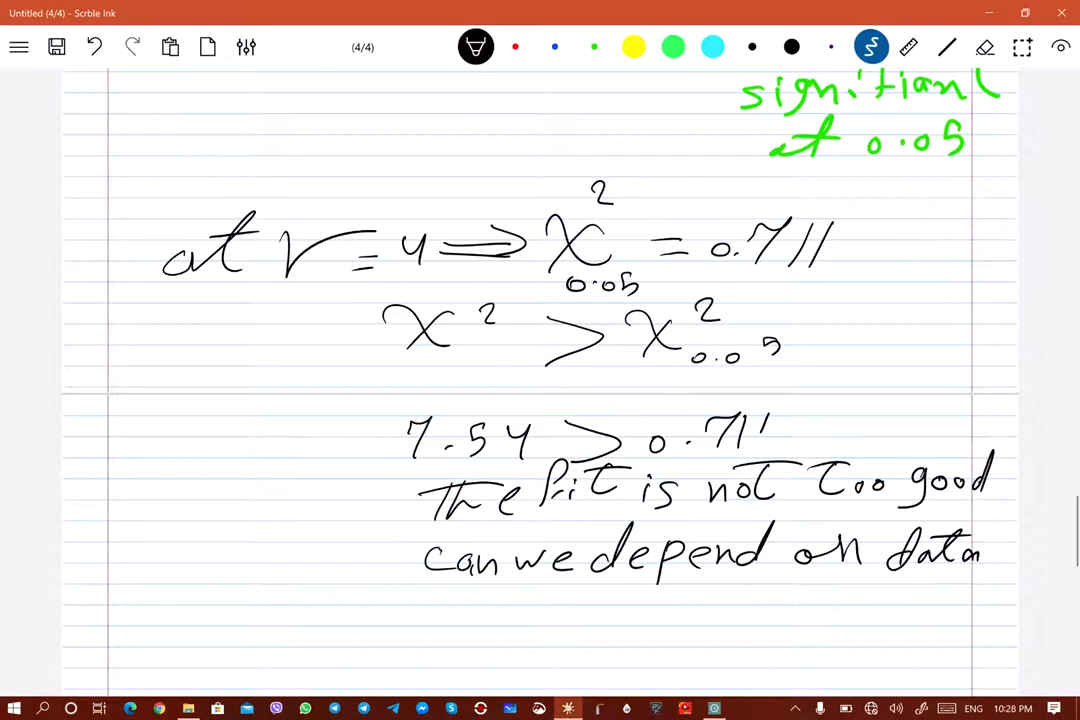 Untitled (4/4) - Scrble Ink
(4/4)
at 0.05
at ν = 4 ⟹ χ²0.05 = 0.711
χ² > χ²0.05
7.54 > 0.711
The fit is not too good
can we depend on data
ENG 10:28 PM